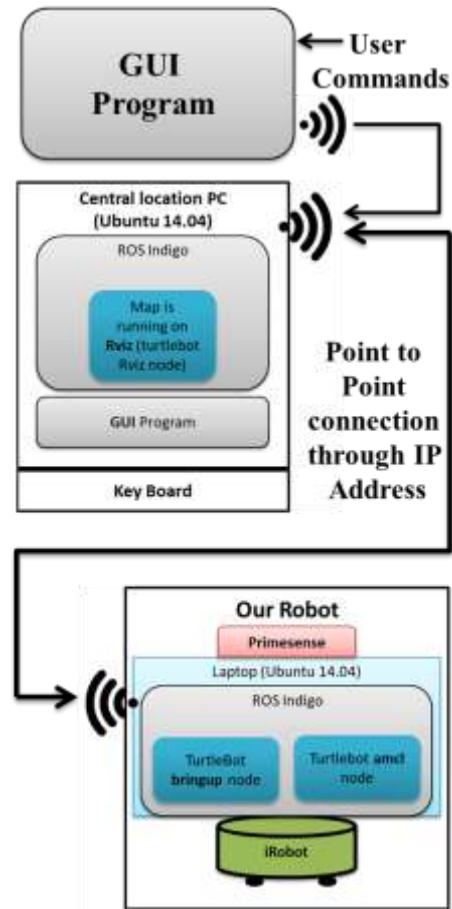 GUI
Program
User
Commands
Central location PC
(Ubuntu 14.04)
ROS Indigo
Map is
running on
Rviz (turtlebot
Rviz node)
GUI Program
Key Board
Point to
Point
connection
through IP
Address
Our Robot
Primesense
Laptop (Ubuntu 14.04)
ROS Indigo
TurtleBot
bringup node
Turtlebot amcl
node
iRobot